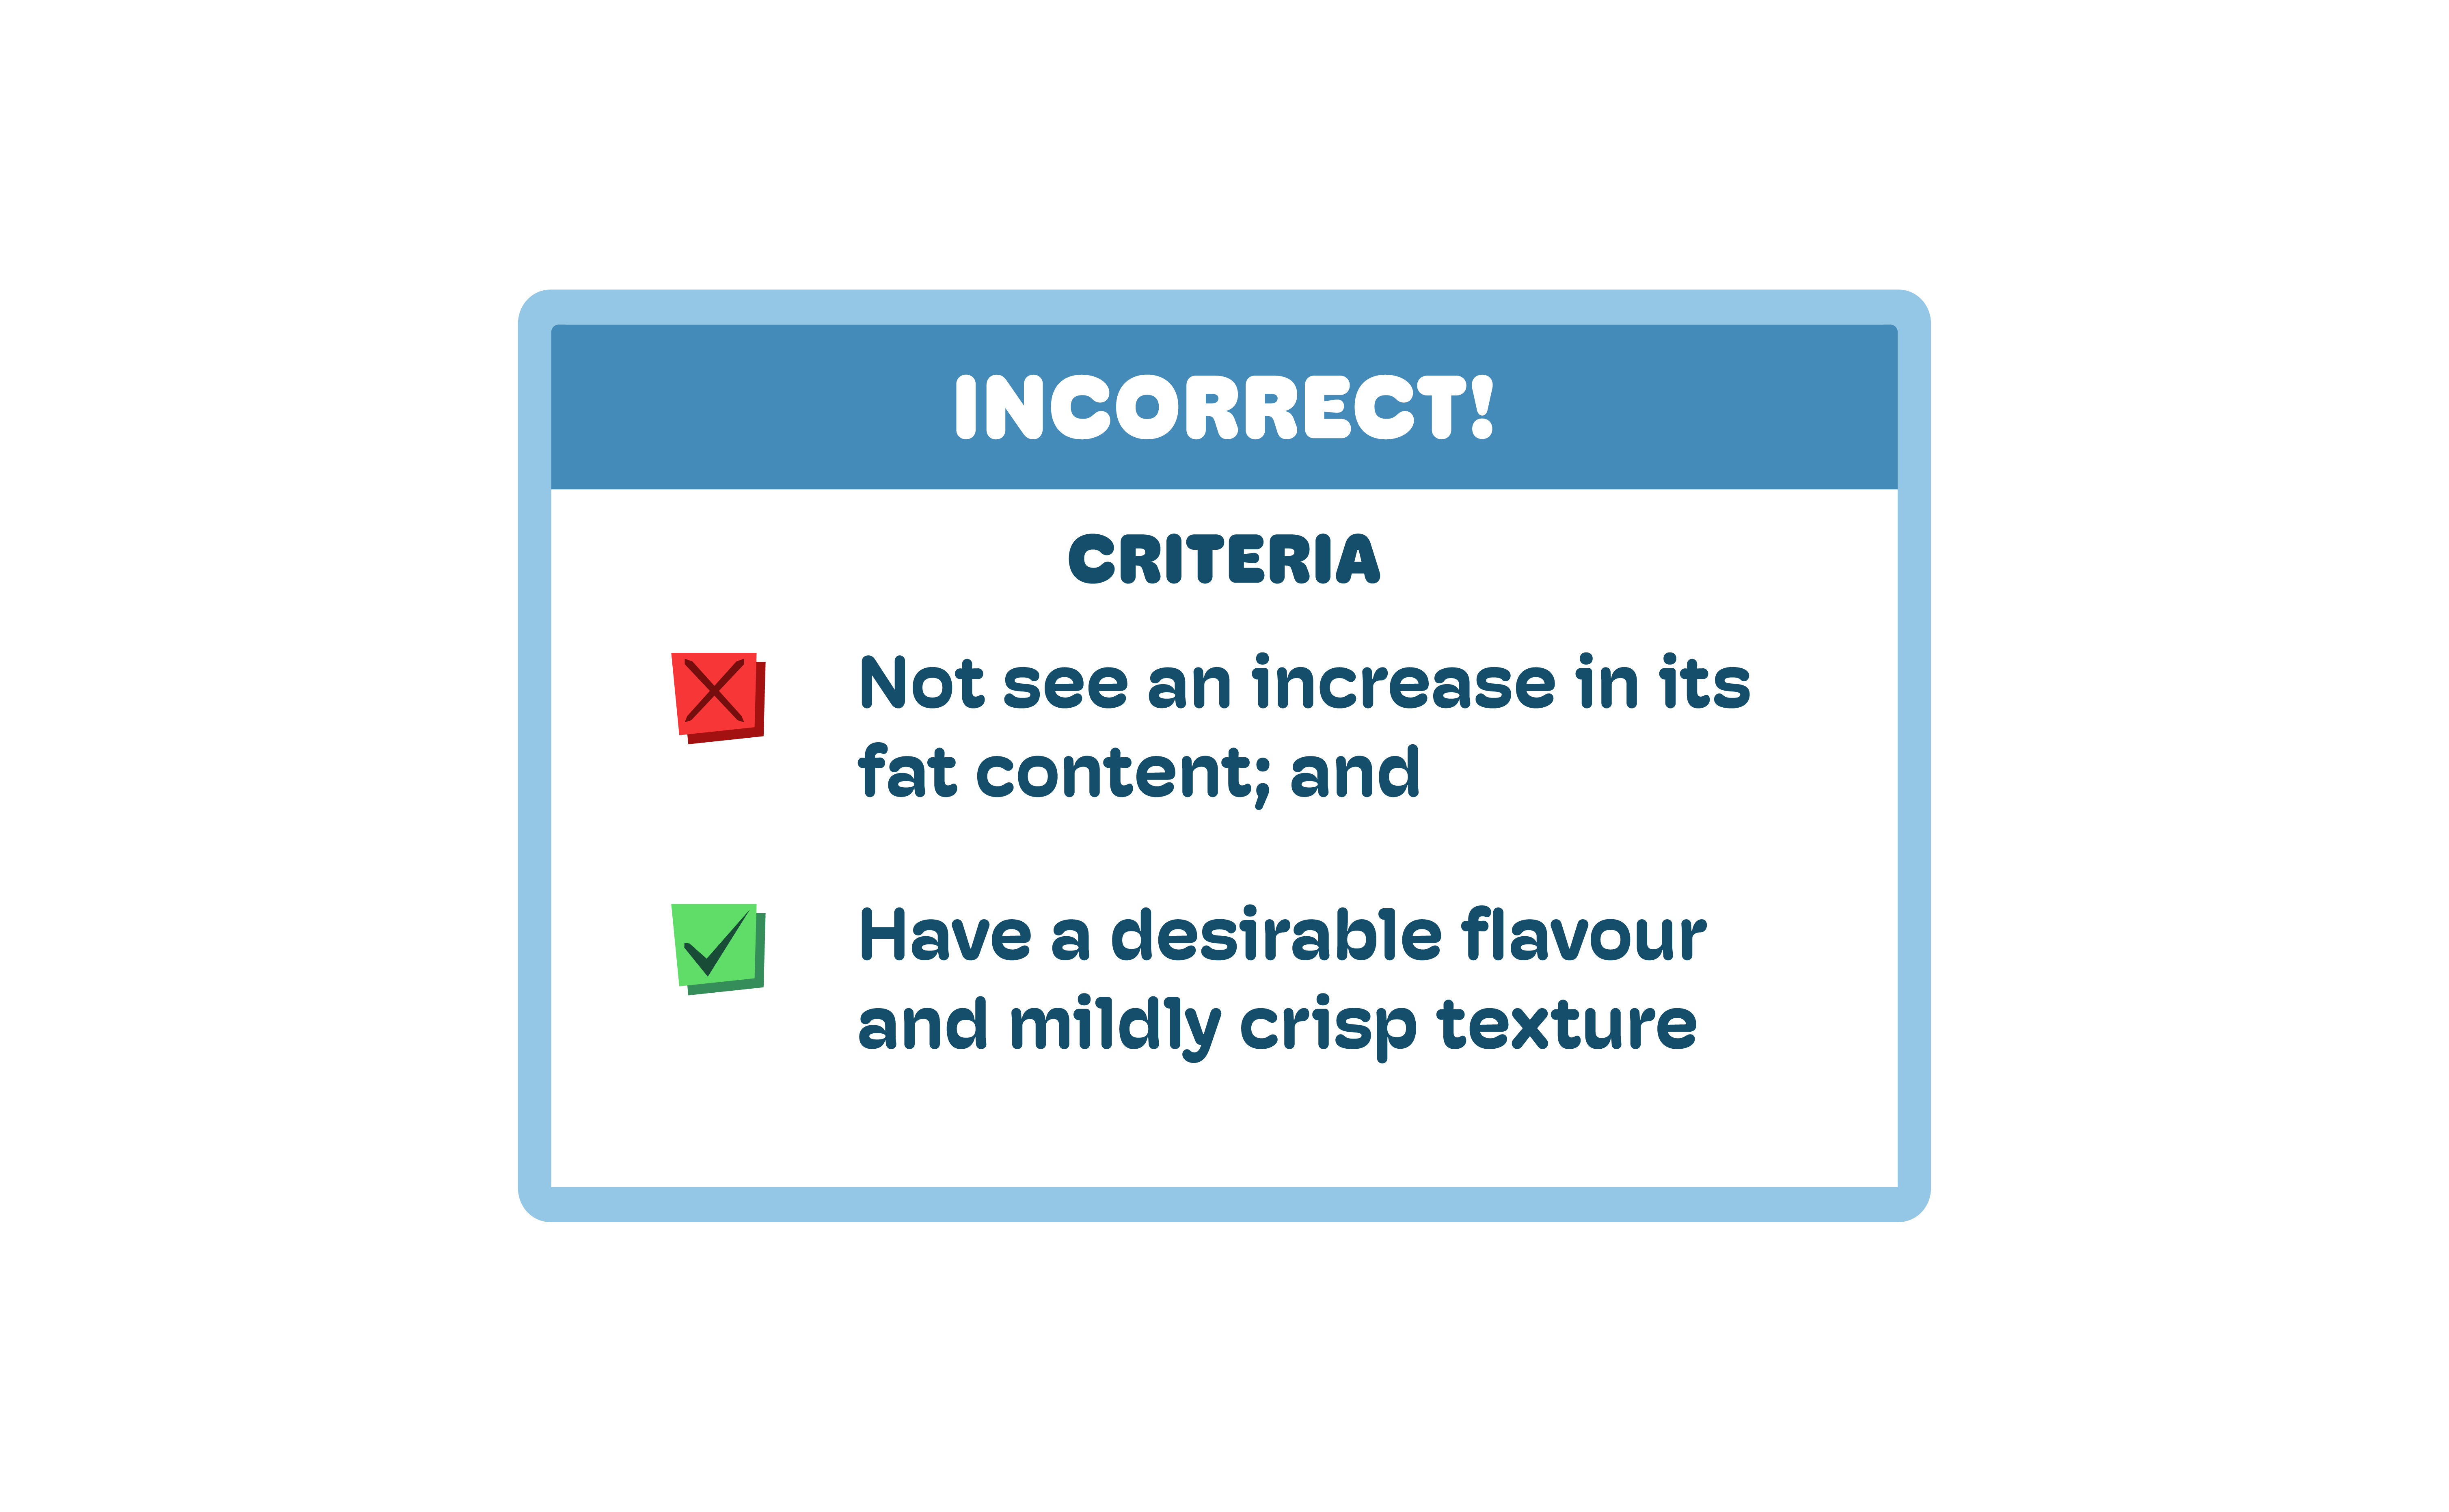 INCORRECT!
CRITERIA
Not see an increase in its
fat content; and
Have a desirable flavour
and mildly crisp texture